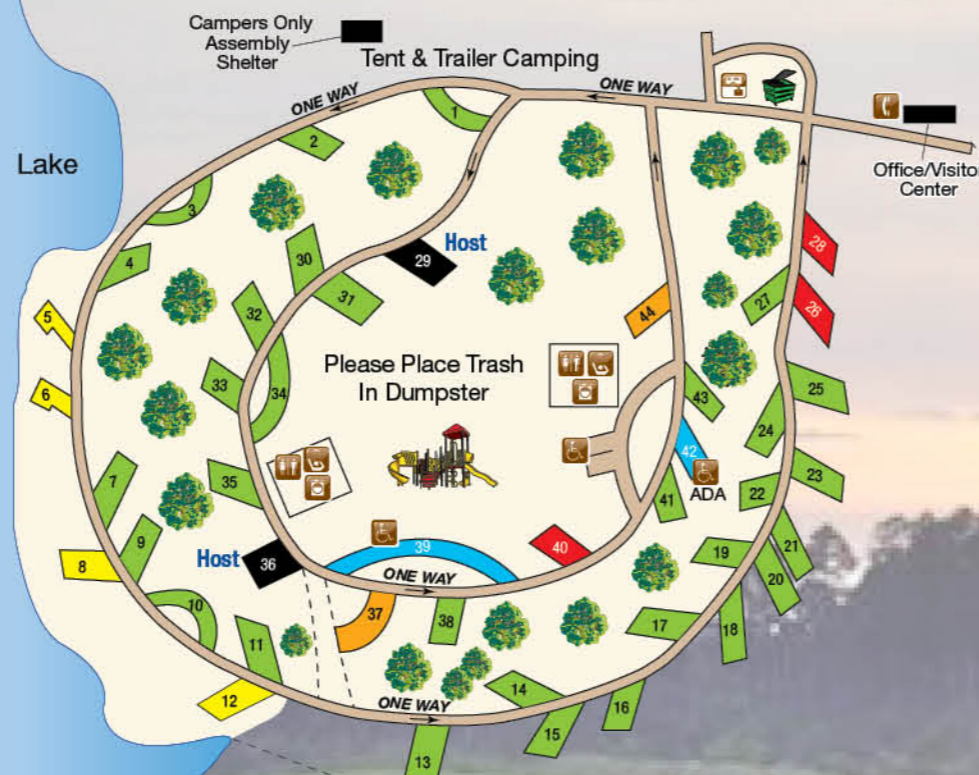 Campers Only
Assembly
Shelter
Tent & Trailer Camping
ONE WAY
ONE WAY
Office/Visito
Center
Lake
1
2
3
4
5
6
7
8
9
10
11
12
13
14
15
16
17
18
19
20
21
22
23
24
25
26
27
28
Host
29
30
31
32
33
34
35
Host
36
37
38
39
40
41
42
ADA
43
44
Please Place Trash
In Dumpster
ONE WAY
ONE WAY